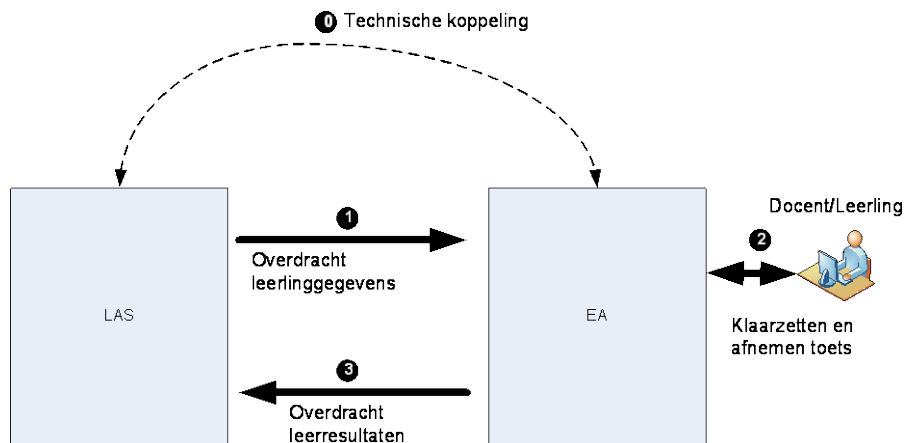 0 Technische koppeling
1
Overdracht
leerlinggegevens
LAS
EA
Docent/Leerling
2
Klaarzetten en
afnemen toets
3
Overdracht
leerresultaten